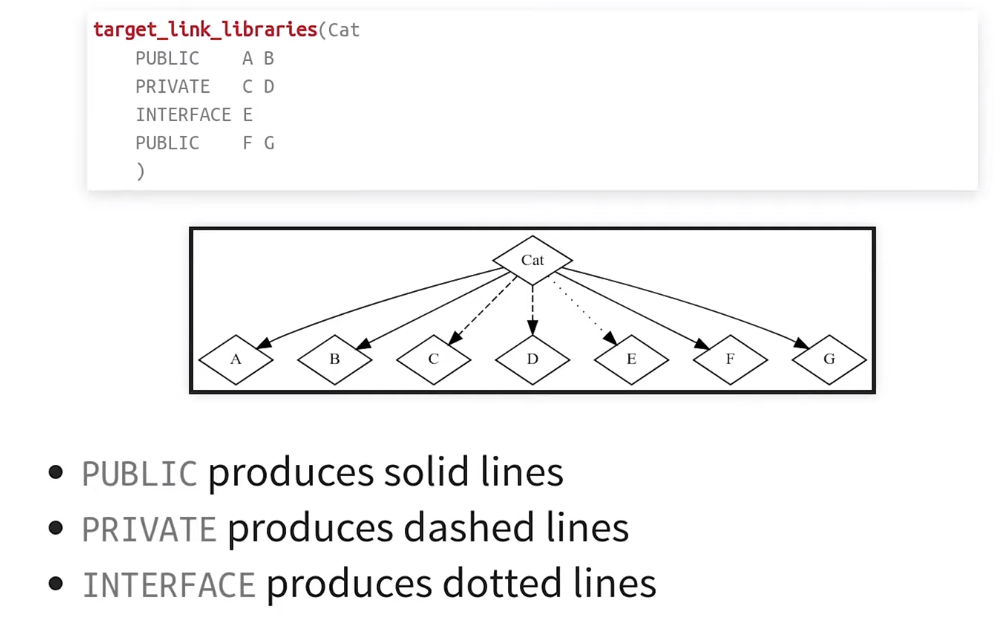 target_link_libraries(Cat
    PUBLIC    A B
    PRIVATE   C D
    INTERFACE E
    PUBLIC    F G
    )
Cat
A B C D E F G
• PUBLIC produces solid lines
• PRIVATE produces dashed lines
• INTERFACE produces dotted lines